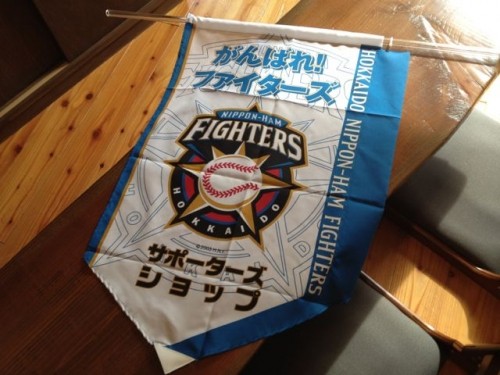 がんばれ!
ファイターズ
NIPPON-HAM
FIGHTERS
HOKKAIDO
サポーターズ
ショップ
HOKKAIDO NIPPON-HAM FIGHTERS